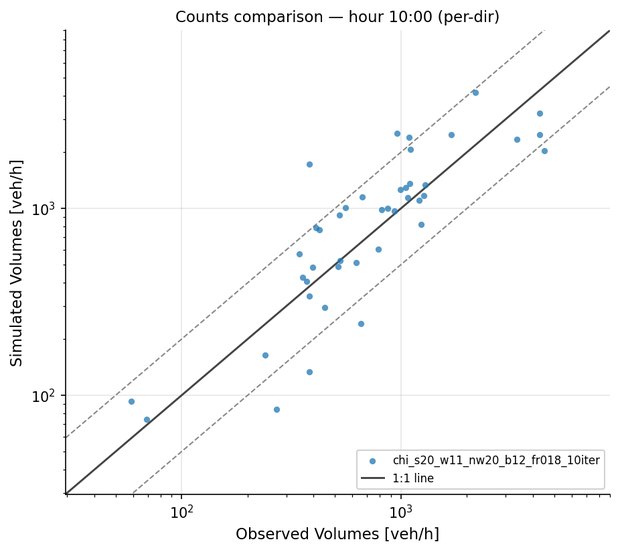 Counts comparison — hour 10:00 (per-dir)
Simulated Volumes [veh/h]
10³
10²
chi_s20_w11_nw20_b12_fr018_10iter
1:1 line
10² 10³
Observed Volumes [veh/h]